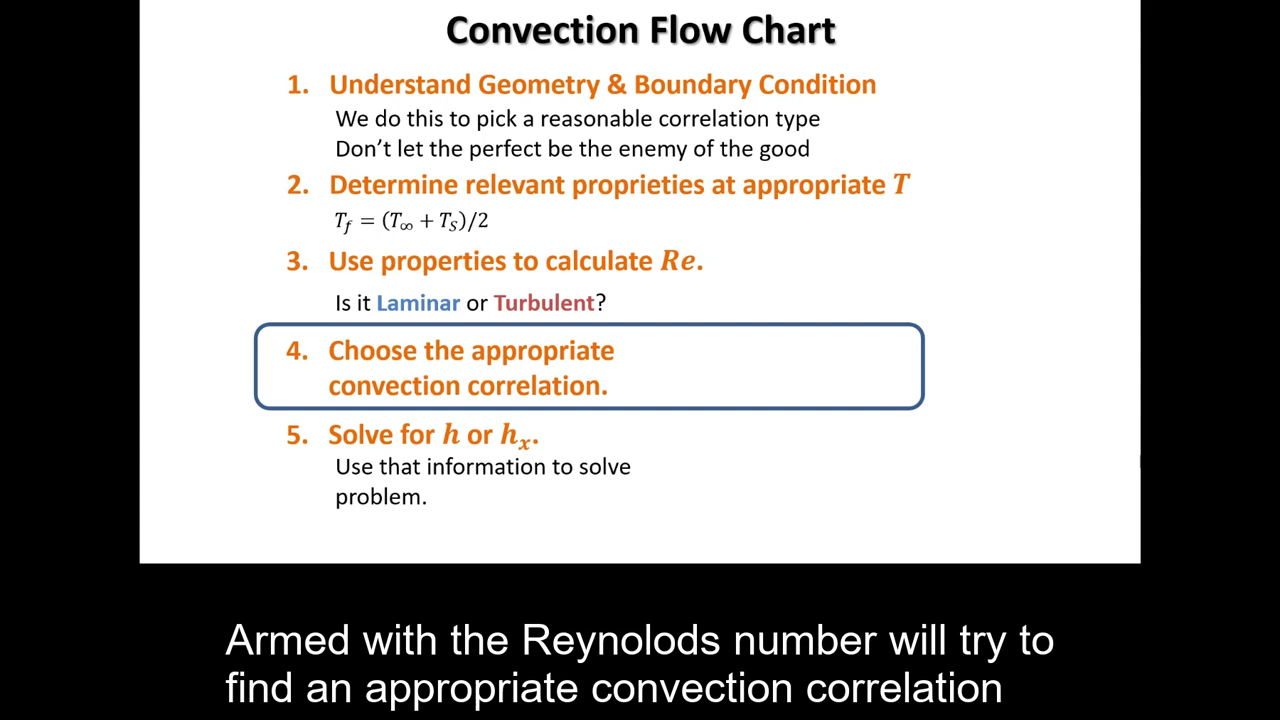 Convection Flow Chart
1. Understand Geometry & Boundary Condition
We do this to pick a reasonable correlation type
Don't let the perfect be the enemy of the good
2. Determine relevant proprieties at appropriate T
T_f = (T_∞ + T_S)/2
3. Use properties to calculate Re.
Is it Laminar or Turbulent?
4. Choose the appropriate
convection correlation.
5. Solve for h or h_x.
Use that information to solve
problem.
Armed with the Reynolods number will try to
find an appropriate convection correlation